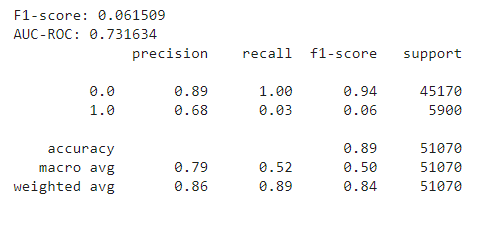 F1-score: 0.061509
AUC-ROC: 0.731634
precision recall f1-score support
0.0 0.89 1.00 0.94 45170
1.0 0.68 0.03 0.06 5900
accuracy 0.89 51070
macro avg 0.79 0.52 0.50 51070
weighted avg 0.86 0.89 0.84 51070